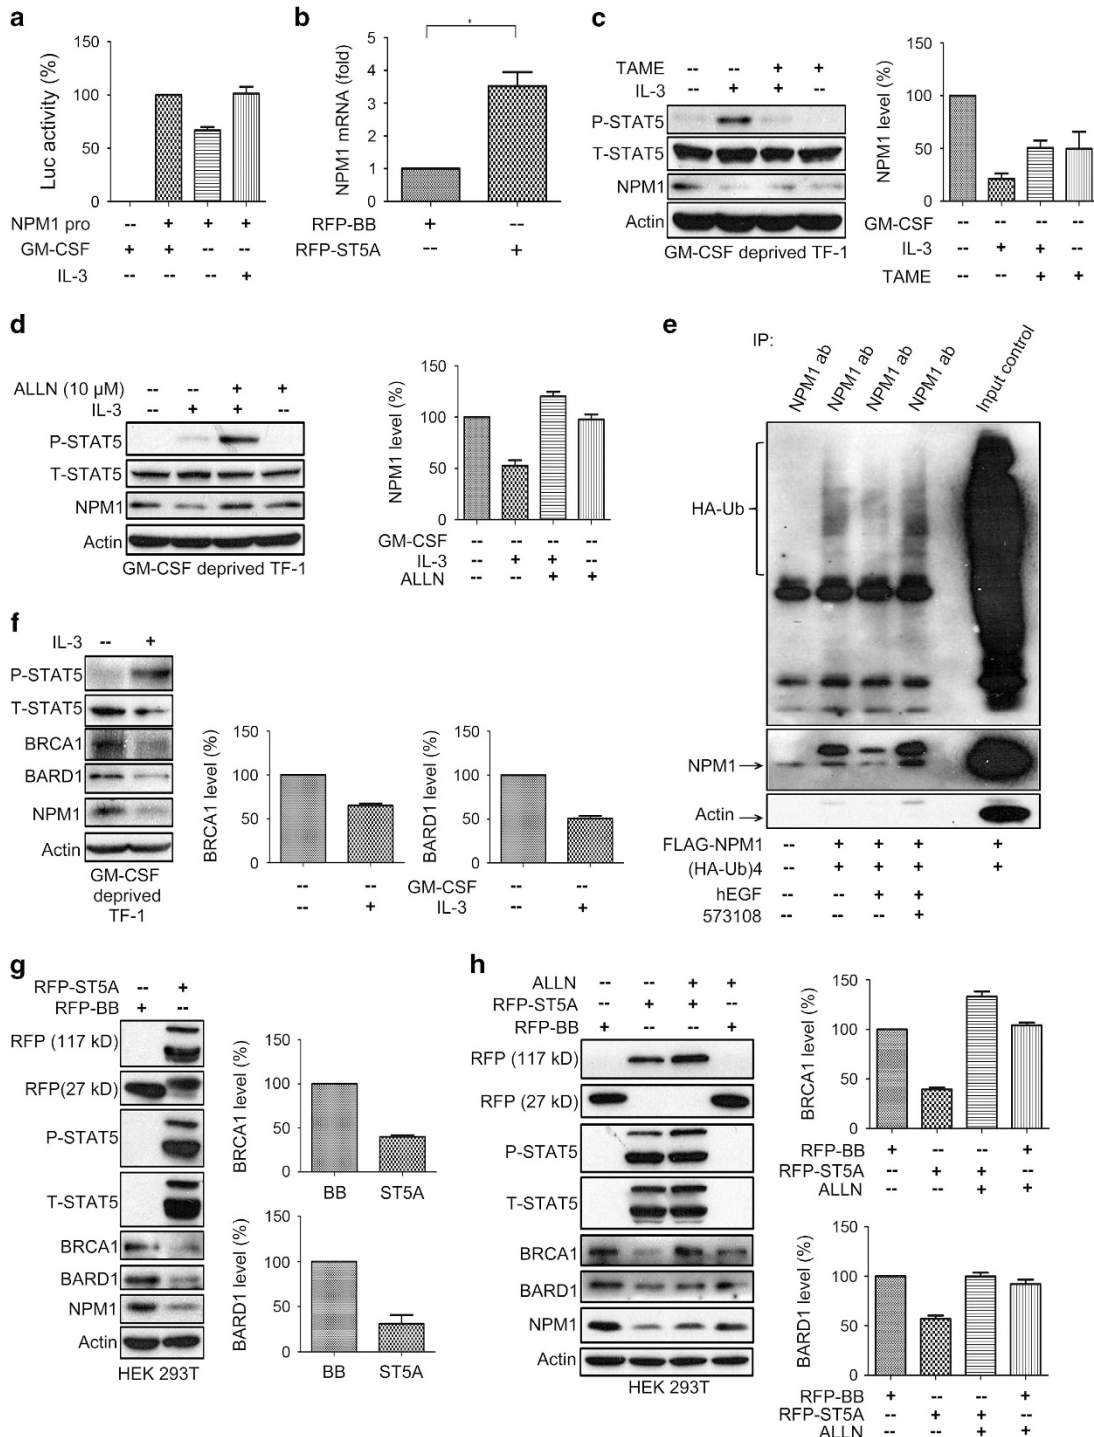 a
Luc activity (%)
150
100
50
0
NPM1 pro -- + + +
GM-CSF + + -- --
IL-3 -- -- -- +
b
NPM1 mRNA (fold)
5
4
3
2
1
0
*
RFP-BB + --
RFP-ST5A -- +
c
TAME -- -- + +
IL-3 -- + + --
P-STAT5
T-STAT5
NPM1
Actin
GM-CSF deprived TF-1
NPM1 level (%)
150
100
50
0
GM-CSF -- -- -- --
IL-3 -- + + --
TAME -- -- + +
d
ALLN (10 µM) -- -- + +
IL-3 -- + + --
P-STAT5
T-STAT5
NPM1
Actin
GM-CSF deprived TF-1
NPM1 level (%)
150
100
50
0
GM-CSF -- -- -- --
IL-3 -- + + --
ALLN -- -- + +
e
IP:
NPM1 ab
NPM1 ab
NPM1 ab
NPM1 ab
Input control
HA-Ub
NPM1
Actin
FLAG-NPM1 -- + + + +
(HA-Ub)4 -- + + + +
hEGF -- -- + + --
573108 -- -- -- + --
f
IL-3 -- +
P-STAT5
T-STAT5
BRCA1
BARD1
NPM1
Actin
GM-CSF
deprived
TF-1
BRCA1 level (%)
150
100
50
0
BARD1 level (%)
150
100
50
0
GM-CSF -- -- -- --
IL-3 -- + -- +
g
RFP-ST5A -- +
RFP-BB + --
RFP (117 kD)
RFP(27 kD)
P-STAT5
T-STAT5
BRCA1
BARD1
NPM1
Actin
HEK 293T
BRCA1 level (%)
150
100
50
0
BB ST5A
BARD1 level (%)
150
100
50
0
BB ST5A
h
ALLN -- -- + +
RFP-ST5A -- + + --
RFP-BB + -- -- +
RFP (117 kD)
RFP (27 kD)
P-STAT5
T-STAT5
BRCA1
BARD1
NPM1
Actin
HEK 293T
BRCA1 level (%)
150
100
50
0
RFP-BB + -- -- +
RFP-ST5A -- + + --
ALLN -- -- + +
BARD1 level (%)
150
100
50
0
RFP-BB + -- -- +
RFP-ST5A -- + + --
ALLN -- -- + +